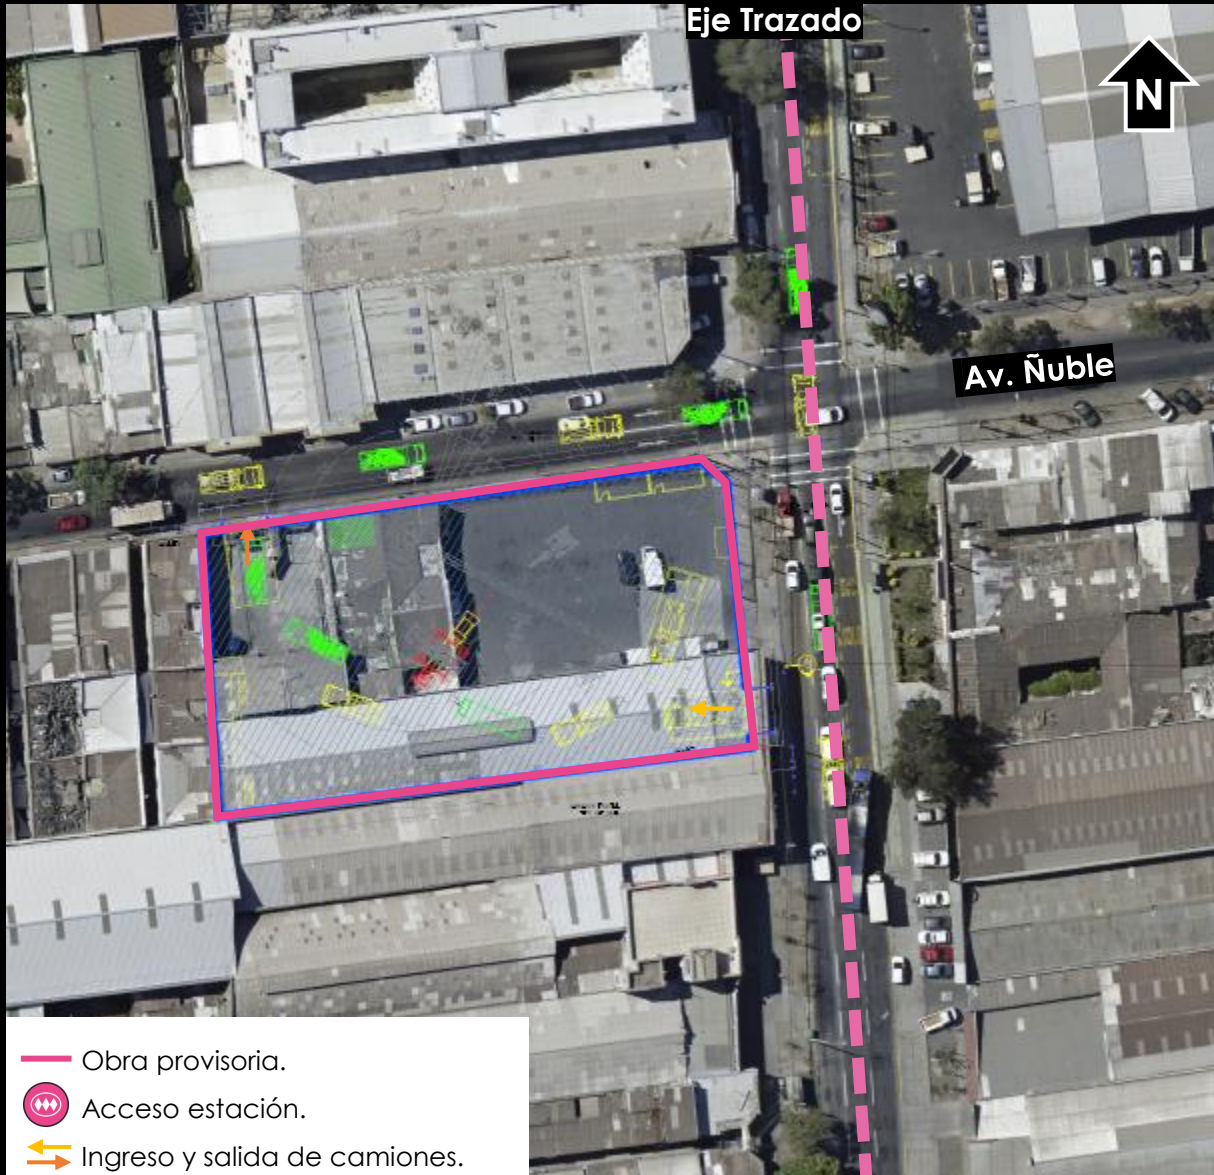 Eje Trazado
N
Av. Ñuble
Obra provisoria.
Acceso estación.
Ingreso y salida de camiones.